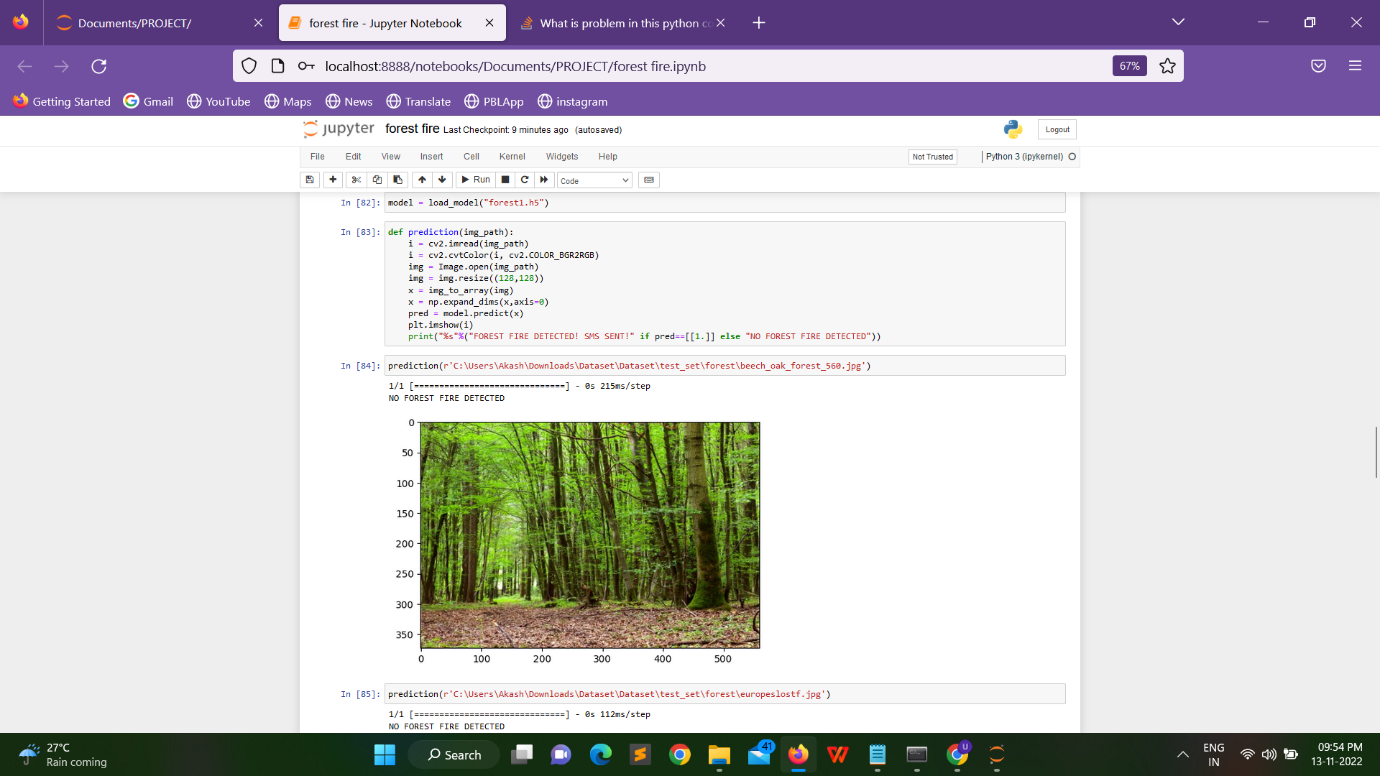 Documents/PROJECT/
forest fire - Jupyter Notebook
What is problem in this python co
localhost:8888/notebooks/Documents/PROJECT/forest fire.ipynb
67%
Getting Started
Gmail
YouTube
Maps
News
Translate
PBLApp
instagram
jupyter forest fire Last Checkpoint: 9 minutes ago (autosaved)
Logout
File Edit View Insert Cell Kernel Widgets Help
Not Trusted
Python 3 (ipykernel)
Run
Code
In [82]: model = load_model("forest1.h5")
In [83]: def prediction(img_path):
    i = cv2.imread(img_path)
    i = cv2.cvtColor(i, cv2.COLOR_BGR2RGB)
    img = Image.open(img_path)
    img = img.resize((128,128))
    x = img_to_array(img)
    x = np.expand_dims(x,axis=0)
    pred = model.predict(x)
    plt.imshow(i)
    print("%s"%("FOREST FIRE DETECTED! SMS SENT!" if pred==[[1.]] else "NO FOREST FIRE DETECTED"))
In [84]: prediction(r'C:\Users\Akash\Downloads\Dataset\Dataset\test_set\forest\beech_oak_forest_560.jpg')
1/1 [==============================] - 0s 215ms/step
NO FOREST FIRE DETECTED
0
50
100
150
200
250
300
350
0 100 200 300 400 500
In [85]: prediction(r'C:\Users\Akash\Downloads\Dataset\Dataset\test_set\forest\europeslostf.jpg')
1/1 [==============================] - 0s 112ms/step
NO FOREST FIRE DETECTED
27°C
Rain coming
Search
41
U
ENG
IN
09:54 PM
13-11-2022